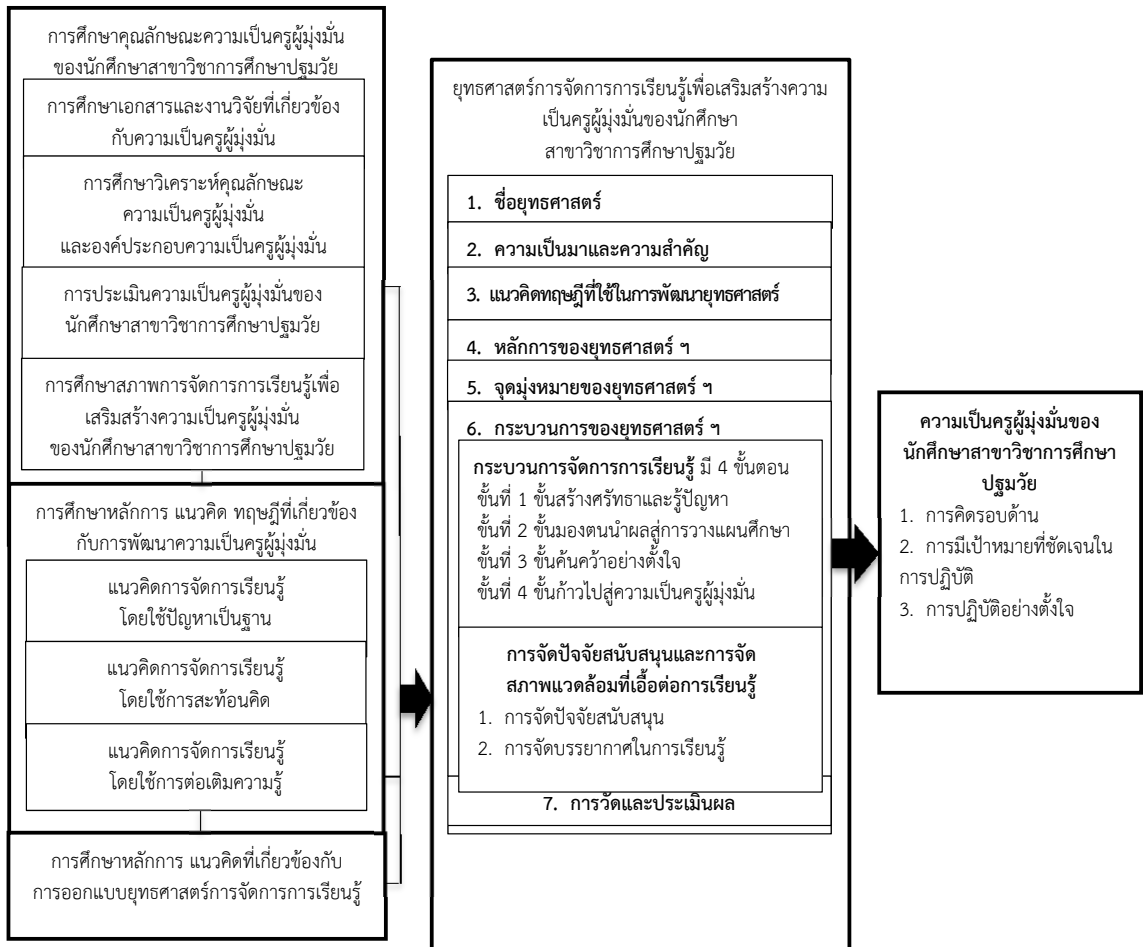 การศึกษาคุณลักษณะความเป็นครูผู้มุ่งมั่น
ของนักศึกษาสาขาวิชาการศึกษาปฐมวัย
การศึกษาเอกสารและงานวิจัยที่เกี่ยวข้อง
กับความเป็นครูผู้มุ่งมั่น
การศึกษาวิเคราะห์คุณลักษณะ
ความเป็นครูผู้มุ่งมั่น
และองค์ประกอบความเป็นครูผู้มุ่งมั่น
การประเมินความเป็นครูผู้มุ่งมั่นของ
นักศึกษาสาขาวิชาการศึกษาปฐมวัย
การศึกษาสภาพการจัดการการเรียนรู้เพื่อ
เสริมสร้างความเป็นครูผู้มุ่งมั่น
ของนักศึกษาสาขาวิชาการศึกษาปฐมวัย
การศึกษาหลักการ แนวคิด ทฤษฎีที่เกี่ยวข้อง
กับการพัฒนาความเป็นครูผู้มุ่งมั่น
แนวคิดการจัดการเรียนรู้
โดยใช้ปัญหาเป็นฐาน
แนวคิดการจัดการเรียนรู้
โดยใช้การสะท้อนคิด
แนวคิดการจัดการเรียนรู้
โดยใช้การต่อเติมความรู้
การศึกษาหลักการ แนวคิดที่เกี่ยวข้องกับ
การออกแบบยุทธศาสตร์การจัดการการเรียนรู้
ยุทธศาสตร์การจัดการการเรียนรู้เพื่อเสริมสร้างความ
เป็นครูผู้มุ่งมั่นของนักศึกษา
สาขาวิชาการศึกษาปฐมวัย
1. ชื่อยุทธศาสตร์
2. ความเป็นมาและความสำคัญ
3. แนวคิดทฤษฎีที่ใช้ในการพัฒนายุทธศาสตร์
4. หลักการของยุทธศาสตร์ ฯ
5. จุดมุ่งหมายของยุทธศาสตร์ ฯ
6. กระบวนการของยุทธศาสตร์ ฯ
กระบวนการจัดการการเรียนรู้ มี 4 ขั้นตอน
ขั้นที่ 1 ขั้นสร้างศรัทธาและรู้ปัญหา
ขั้นที่ 2 ขั้นมองตนนำผลสู่การวางแผนศึกษา
ขั้นที่ 3 ขั้นค้นคว้าอย่างตั้งใจ
ขั้นที่ 4 ขั้นก้าวไปสู่ความเป็นครูผู้มุ่งมั่น
การจัดปัจจัยสนับสนุนและการจัด
สภาพแวดล้อมที่เอื้อต่อการเรียนรู้
1. การจัดปัจจัยสนับสนุน
2. การจัดบรรยากาศในการเรียนรู้
7. การวัดและประเมินผล
ความเป็นครูผู้มุ่งมั่นของ
นักศึกษาสาขาวิชาการศึกษา
ปฐมวัย
1. การคิดรอบด้าน
2. การมีเป้าหมายที่ชัดเจนใน
การปฏิบัติ
3. การปฏิบัติอย่างตั้งใจ